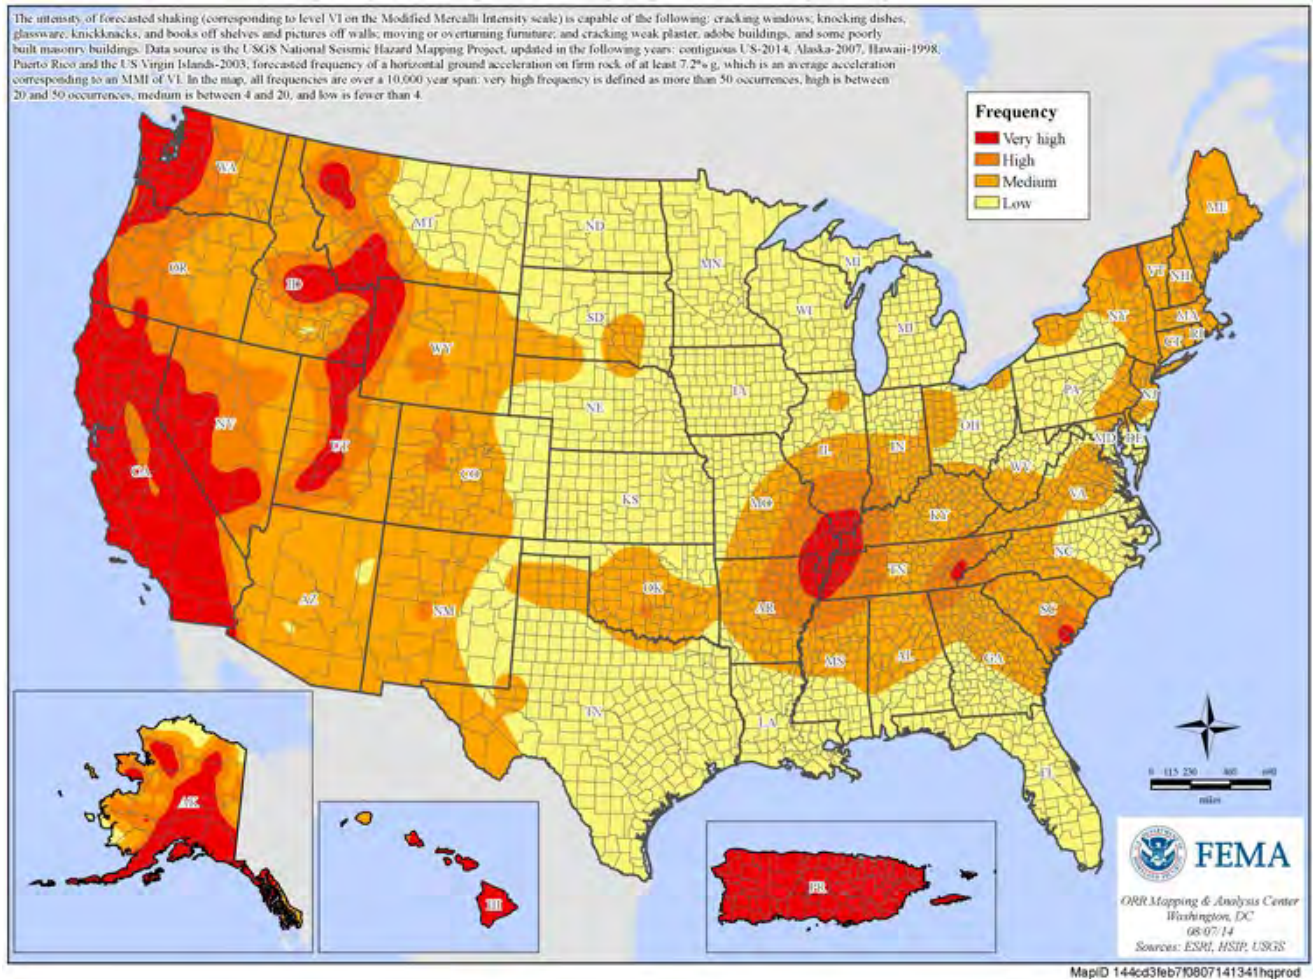 The intensity of forecasted shaking (corresponding to level VI on the Modified Mercalli Intensity scale) is capable of the following: cracking windows; knocking dishes,
glassware, knickknacks, and books off shelves and pictures off walls; moving or overturning furniture; and cracking weak plaster, adobe buildings, and some poorly
built masonry buildings. Data source is the USGS National Seismic Hazard Mapping Project, updated in the following years: contiguous US-2014, Alaska-2007, Hawaii-1998,
Puerto Rico and the US Virgin Islands-2003, forecasted frequency of a horizontal ground acceleration on firm rock of at least 7.2% g, which is an average acceleration
corresponding to an MMI of VI. In the map, all frequencies are over a 10,000 year span: very high frequency is defined as more than 50 occurrences, high is between
20 and 50 occurrences, medium is between 4 and 20, and low is fewer than 4.
Frequency
Very high
High
Medium
Low
WA
MT
ND
MN
MI
ME
VT
NH
OR
ID
SD
WI
MI
NY
MA
CT
RI
WY
IA
PA
NJ
NE
OH
MD
DE
NV
UT
CO
IL
IN
WV
VA
CA
KS
MO
KY
NC
TN
AZ
NM
OK
AR
SC
MS
AL
GA
TX
LA
FL
AK
HI
PR
0 115 230 460 690
miles
FEMA
ORR Mapping & Analysis Center
Washington, DC
08/07/14
Sources: ESRI, HSIP, USGS
MapID 144cd3feb7f0807141341hqprod